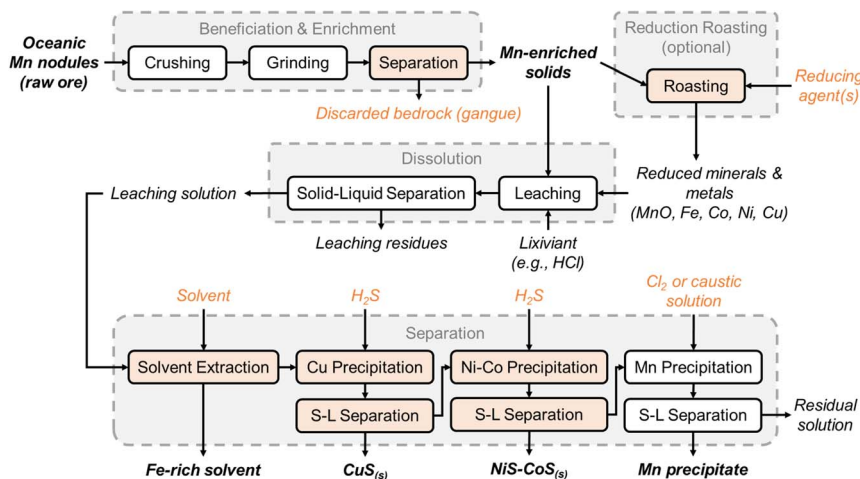 Beneficiation & Enrichment
Oceanic
Mn nodules
(raw ore)
Crushing
Grinding
Separation
Mn-enriched
solids
Discarded bedrock (gangue)
Reduction Roasting
(optional)
Roasting
Reducing
agent(s)
Dissolution
Leaching solution
Solid-Liquid Separation
Leaching
Reduced minerals &
metals
(MnO, Fe, Co, Ni, Cu)
Leaching residues
Lixiviant
(e.g., HCl)
Solvent
H₂S
H₂S
Cl₂ or caustic
solution
Separation
Solvent Extraction
Cu Precipitation
Ni-Co Precipitation
Mn Precipitation
S-L Separation
S-L Separation
S-L Separation
Residual
solution
Fe-rich solvent
CuS(s)
NiS-CoS(s)
Mn precipitate